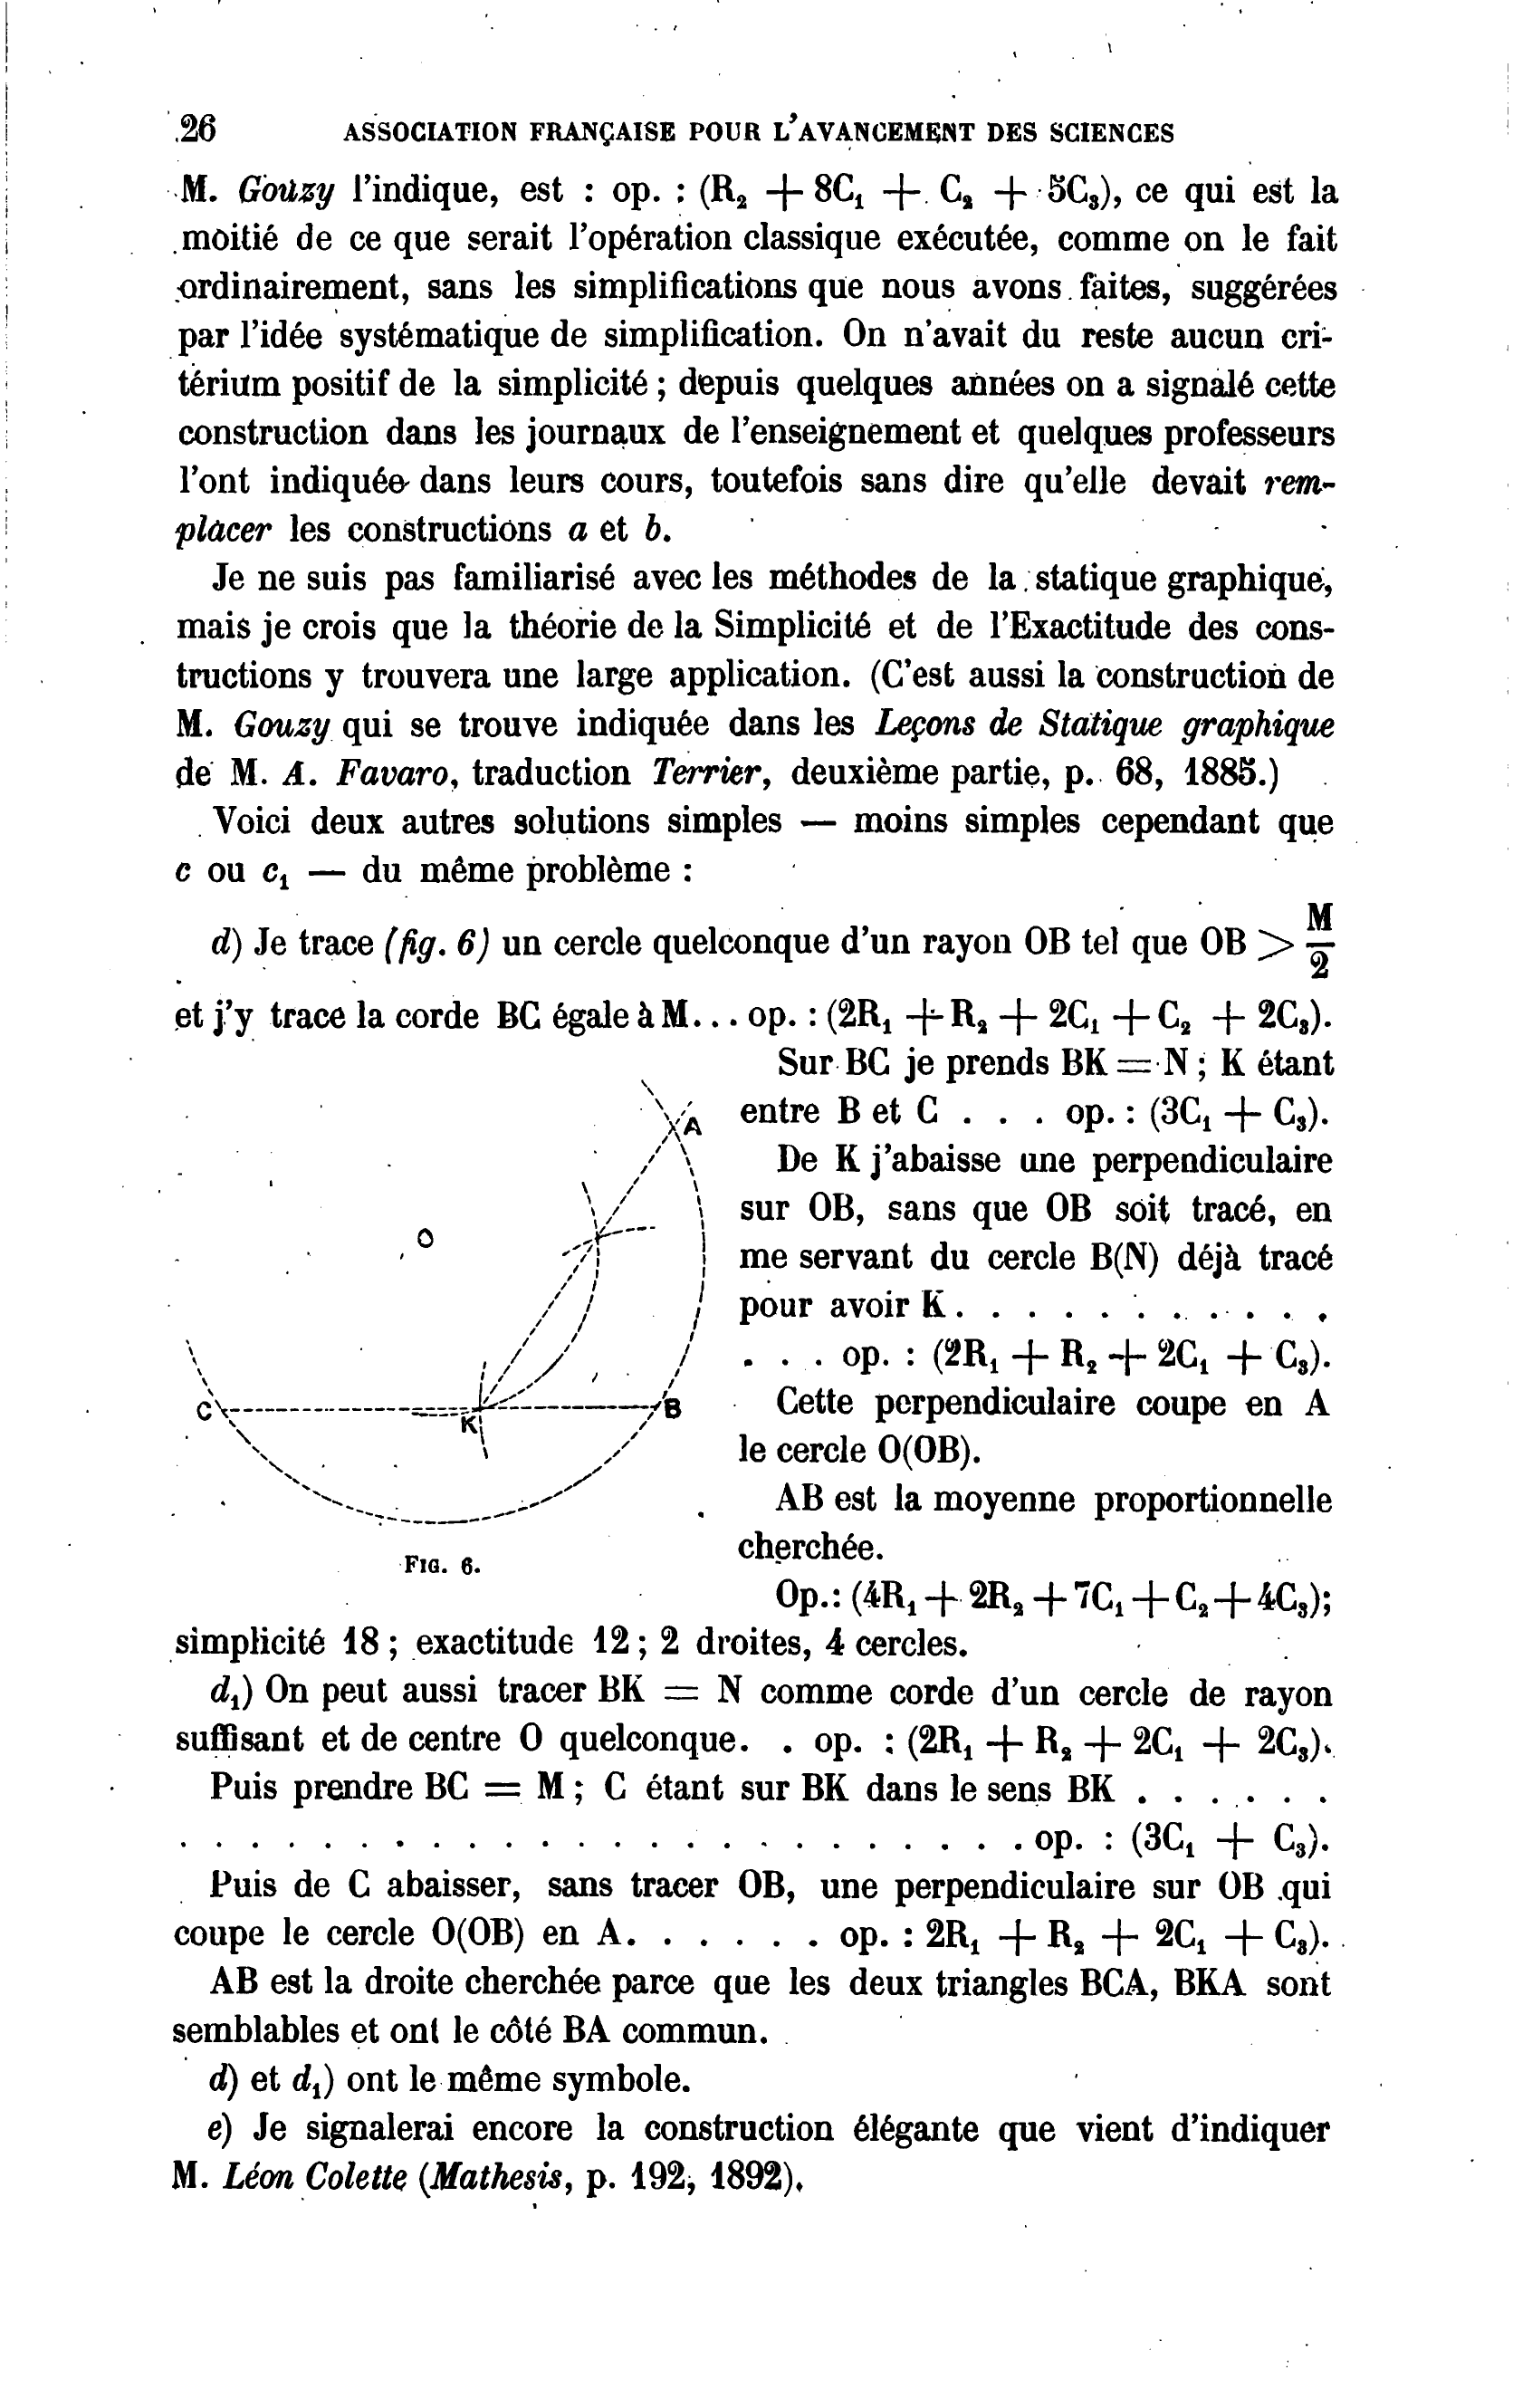 26 ASSOCIATION FRANÇAISE POUR L'AVANCEMENT DES SCIENCES
M. Gouzy l'indique, est : op. : (R₂ + 8C₁ + C₂ + 5C₃), ce qui est la
moitié de ce que serait l'opération classique exécutée, comme on le fait
ordinairement, sans les simplifications que nous avons faites, suggérées
par l'idée systématique de simplification. On n'avait du reste aucun cri-
térium positif de la simplicité ; depuis quelques années on a signalé cette
construction dans les journaux de l'enseignement et quelques professeurs
l'ont indiquée dans leurs cours, toutefois sans dire qu'elle devait rem-
placer les constructions a et b.
Je ne suis pas familiarisé avec les méthodes de la statique graphique,
mais je crois que la théorie de la Simplicité et de l'Exactitude des cons-
tructions y trouvera une large application. (C'est aussi la construction de
M. Gouzy qui se trouve indiquée dans les Leçons de Statique graphique
de M. A. Favaro, traduction Terrier, deuxième partie, p. 68, 1885.)
Voici deux autres solutions simples — moins simples cependant que
c ou c₁ — du même problème :
d) Je trace (fig. 6) un cercle quelconque d'un rayon OB tel que OB > M/2
et j'y trace la corde BC égale à M... op. : (2R₁ + R₂ + 2C₁ + C₂ + 2C₃).
Sur BC je prends BK = N ; K étant
entre B et C . . . op. : (3C₁ + C₃).
De K j'abaisse une perpendiculaire
sur OB, sans que OB soit tracé, en
me servant du cercle B(N) déjà tracé
pour avoir K. . . . . . . . . . .
. . . op. : (2R₁ + R₂ + 2C₁ + C₃).
Cette perpendiculaire coupe en A
le cercle O(OB).
AB est la moyenne proportionnelle
cherchée.
A
O
C
K
B
FIG. 6.
Op.: (4R₁ + 2R₂ + 7C₁ + C₂ + 4C₃);
simplicité 18 ; exactitude 12 ; 2 droites, 4 cercles.
d₁) On peut aussi tracer BK = N comme corde d'un cercle de rayon
suffisant et de centre O quelconque. . op. : (2R₁ + R₂ + 2C₁ + 2C₃).
Puis prendre BC = M ; C étant sur BK dans le sens BK . . . . . .
. . . . . . . . . . . . . . . . . . . . . . . . op. : (3C₁ + C₃).
Puis de C abaisser, sans tracer OB, une perpendiculaire sur OB qui
coupe le cercle O(OB) en A. . . . . . op. : 2R₁ + R₂ + 2C₁ + C₃).
AB est la droite cherchée parce que les deux triangles BCA, BKA sont
semblables et ont le côté BA commun.
d) et d₁) ont le même symbole.
e) Je signalerai encore la construction élégante que vient d'indiquer
M. Léon Colette (Mathesis, p. 192, 1892).